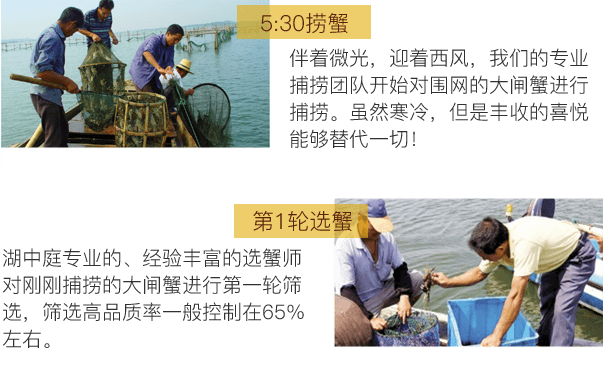 5:30捞蟹
伴着微光，迎着西风，我们的专业
捕捞团队开始对围网的大闸蟹进行
捕捞。虽然寒冷，但是丰收的喜悦
能够替代一切！
第1轮选蟹
湖中庭专业的、经验丰富的选蟹师
对刚刚捕捞的大闸蟹进行第一轮筛
选，筛选高品质率一般控制在65%
左右。